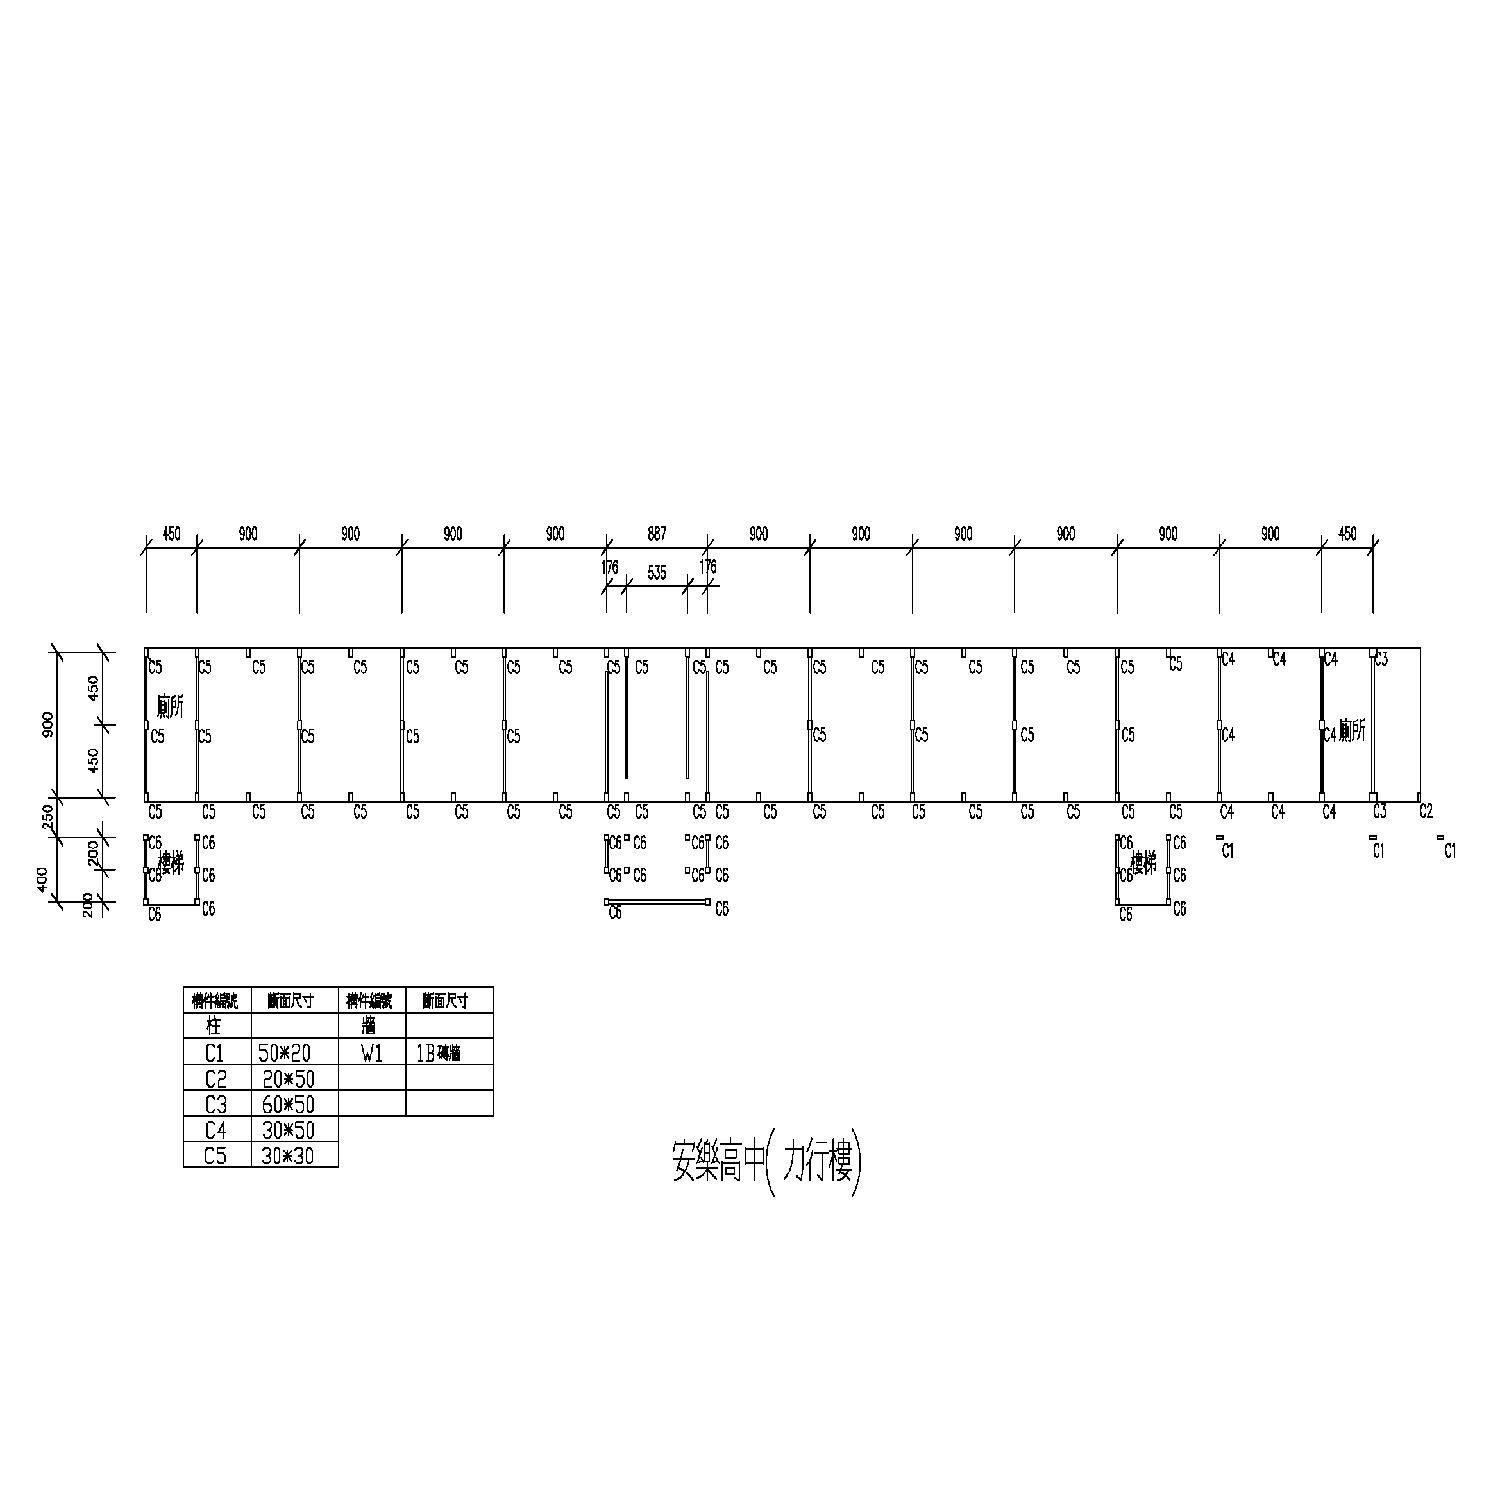 450 900 900 900 900 887 900 900 900 900 900 900 450
176 535 176
C5 C5 C5 C5 C5 C5 C5 C5 C5 C5 C5 C5 C5 C5 C5 C5 C5 C5 C5 C5 C5 C5 C4 C4 C4 C3
450
廁所
900
C5 C5 C5 C5 C5 C5 C5 C5 C5 C4 C4 廁所
450
C5 C5 C5 C5 C5 C5 C5 C5 C5 C5 C5 C5 C5 C5 C5 C5 C5 C5 C5 C5 C5 C5 C4 C4 C4 C3 C2
250
C6 C6 C6 C6 C6 C6 C6 C6
200
樓梯 樓梯
C1 C1 C1
400
C6 C6 C6 C6 C6 C6 C6 C6
200
C6 C6 C6 C6 C6 C6
構件編號 斷面尺寸 構件編號 斷面尺寸
柱 牆
C1 50*20 W1 1B磚牆
C2 20*50
C3 60*50
C4 30*50
C5 30*30
安樂高中(力行樓)